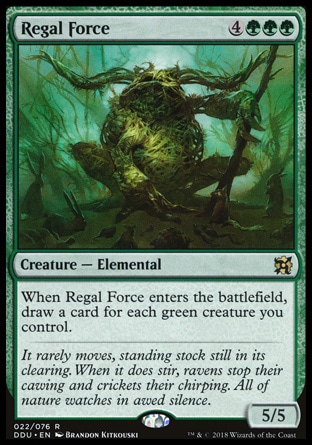 Regal Force 4
Creature — Elemental
When Regal Force enters the battlefield,
draw a card for each green creature you
control.
It rarely moves, standing stock still in its
clearing. When it does stir, ravens stop their
cawing and crickets their chirping. All of
nature watches in awed silence.
5/5
022/076 R
DDU • EN BRANDON KITKOUSKI
™ & © 2018 Wizards of the Coast